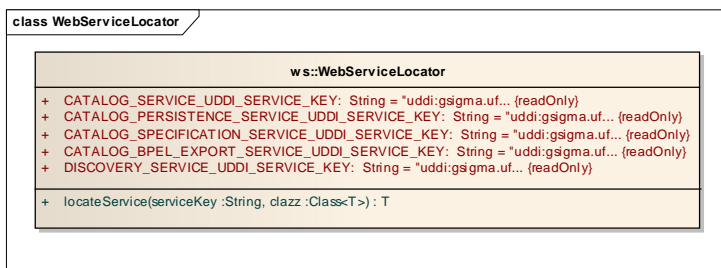 class WebServiceLocator
ws::WebServiceLocator
+ CATALOG_SERVICE_UDDI_SERVICE_KEY: String = "uddi:gsigma.uf... {readOnly}
+ CATALOG_PERSISTENCE_SERVICE_UDDI_SERVICE_KEY: String = "uddi:gsigma.uf... {readOnly}
+ CATALOG_SPECIFICATION_SERVICE_UDDI_SERVICE_KEY: String = "uddi:gsigma.uf... {readOnly}
+ CATALOG_BPEL_EXPORT_SERVICE_UDDI_SERVICE_KEY: String = "uddi:gsigma.uf... {readOnly}
+ DISCOVERY_SERVICE_UDDI_SERVICE_KEY: String = "uddi:gsigma.uf... {readOnly}
+ locateService(serviceKey :String, clazz :Class<T>) : T